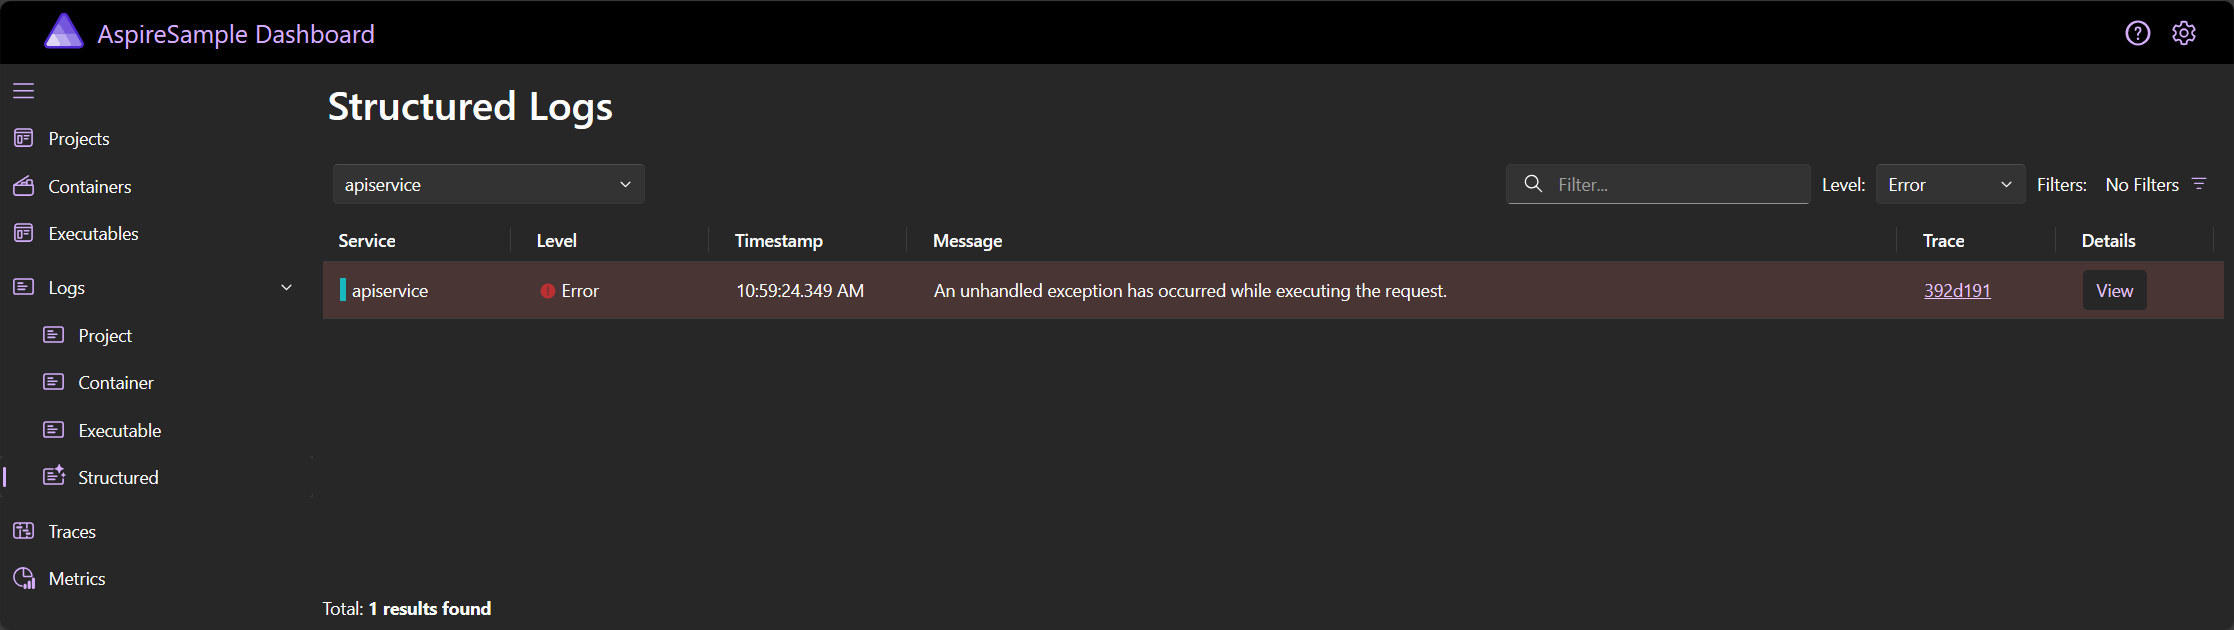 AspireSample Dashboard
Projects
Containers
Executables
Logs
Project
Container
Executable
Structured
Traces
Metrics
Structured Logs
apiservice
Filter...
Level: Error Filters: No Filters
Service Level Timestamp Message Trace Details
apiservice Error 10:59:24.349 AM An unhandled exception has occurred while executing the request. 392d191 View
Total: 1 results found